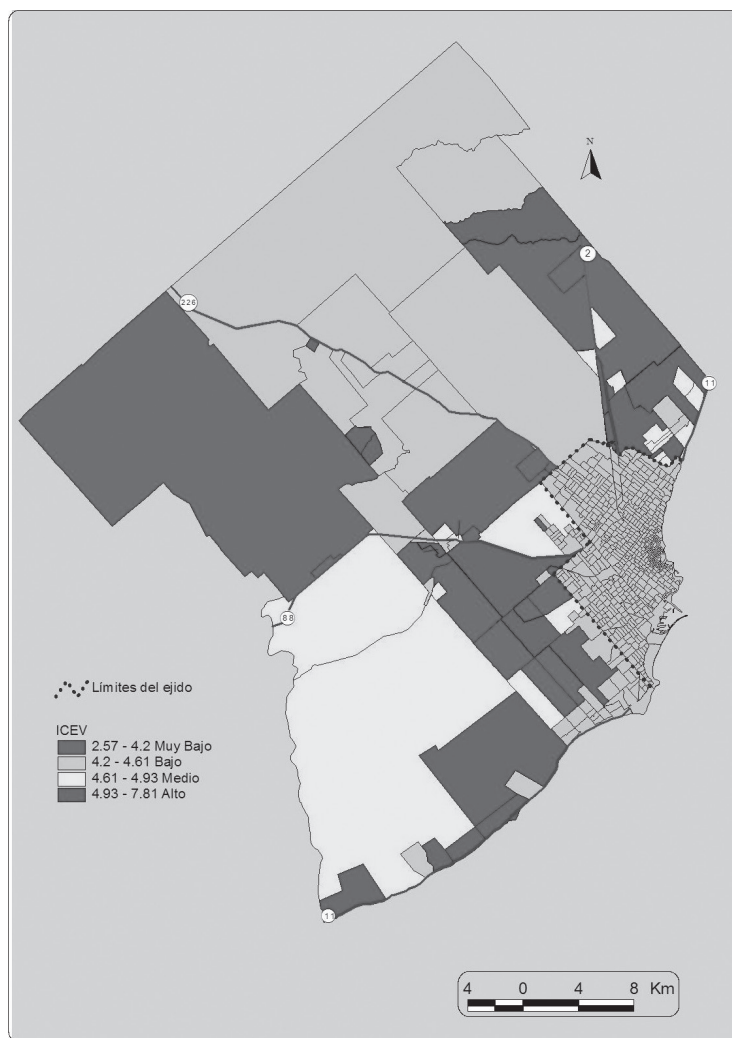 N
2
226
11
88
Límites del ejido
ICEV
2.57 - 4.2 Muy Bajo
4.2 - 4.61 Bajo
4.61 - 4.93 Medio
4.93 - 7.81 Alto
11
4 0 4 8 Km